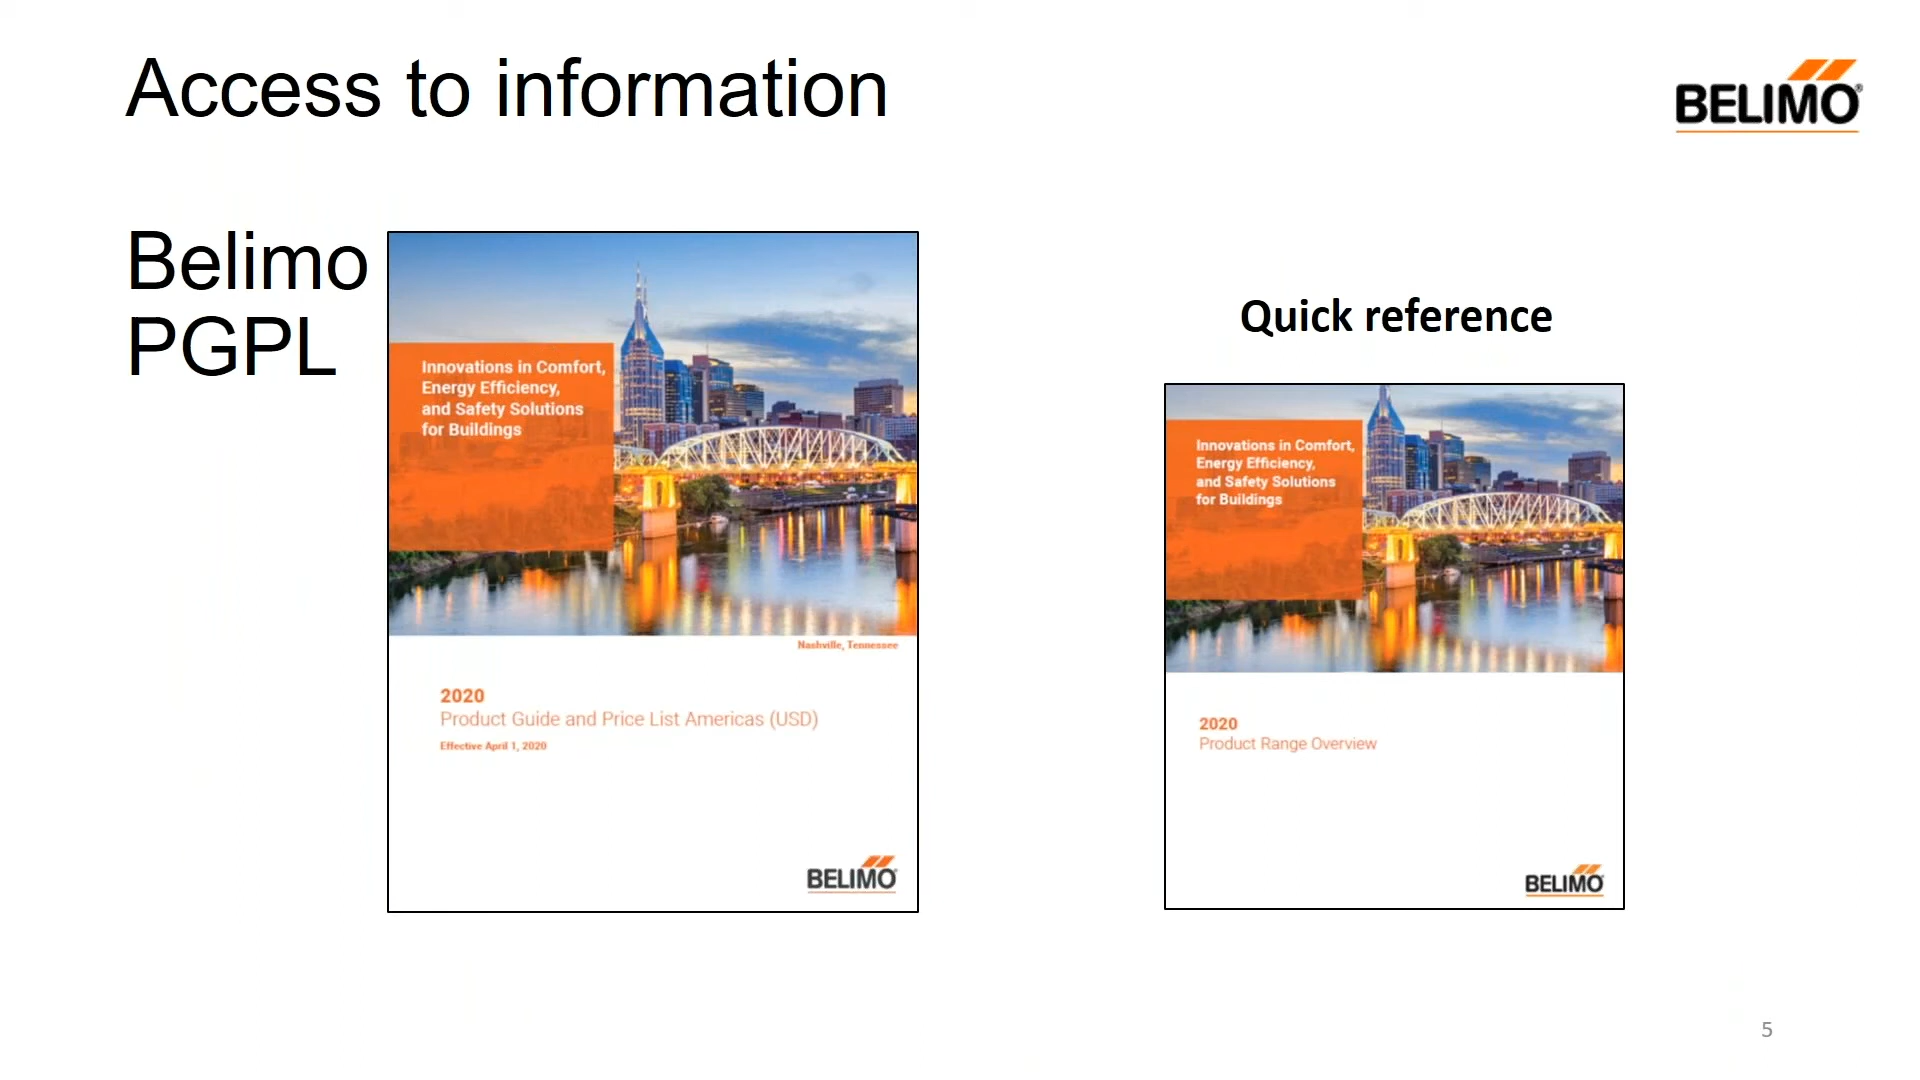 Access to information
BELIMO®
Belimo
PGPL
Innovations in Comfort,
Energy Efficiency,
and Safety Solutions
for Buildings
Nashville, Tennessee
2020
Product Guide and Price List Americas (USD)
Effective April 1, 2020
BELIMO
Quick reference
Innovations in Comfort,
Energy Efficiency,
and Safety Solutions
for Buildings
2020
Product Range Overview
BELIMO
5